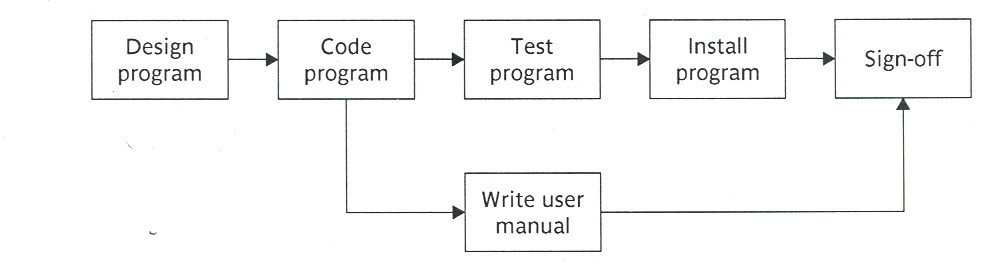 Design
program
Code
program
Test
program
Install
program
Sign-off
Write user
manual